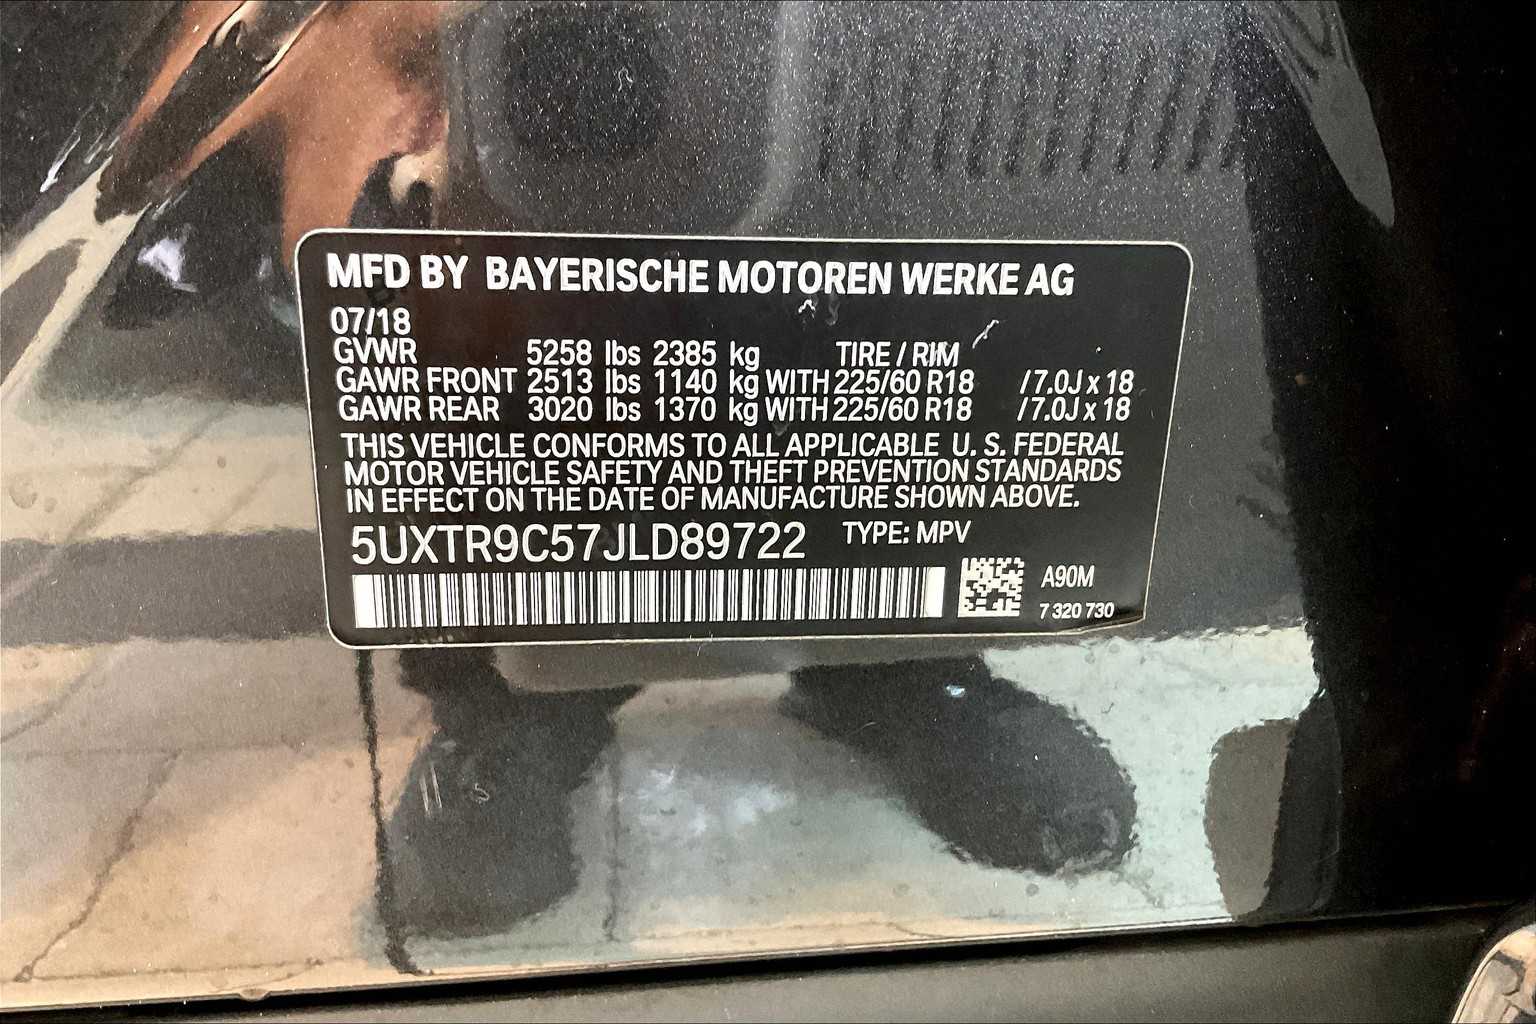 MFD BY BAYERISCHE MOTOREN WERKE AG
07/18
GVWR 5258 lbs 2385 kg TIRE / RIM
GAWR FRONT 2513 lbs 1140 kg WITH 225/60 R18 / 7.0J x 18
GAWR REAR 3020 lbs 1370 kg WITH 225/60 R18 / 7.0J x 18
THIS VEHICLE CONFORMS TO ALL APPLICABLE U. S. FEDERAL
MOTOR VEHICLE SAFETY AND THEFT PREVENTION STANDARDS
IN EFFECT ON THE DATE OF MANUFACTURE SHOWN ABOVE.
5UXTR9C57JLD89722 TYPE: MPV
A90M
7 320 730